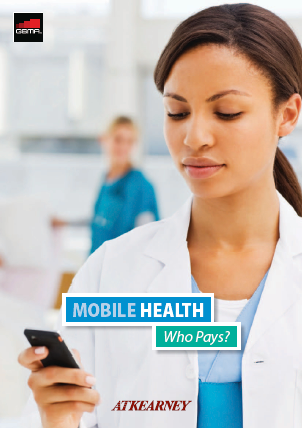 GSMA
MOBILE HEALTH
Who Pays?
ATKEARNEY